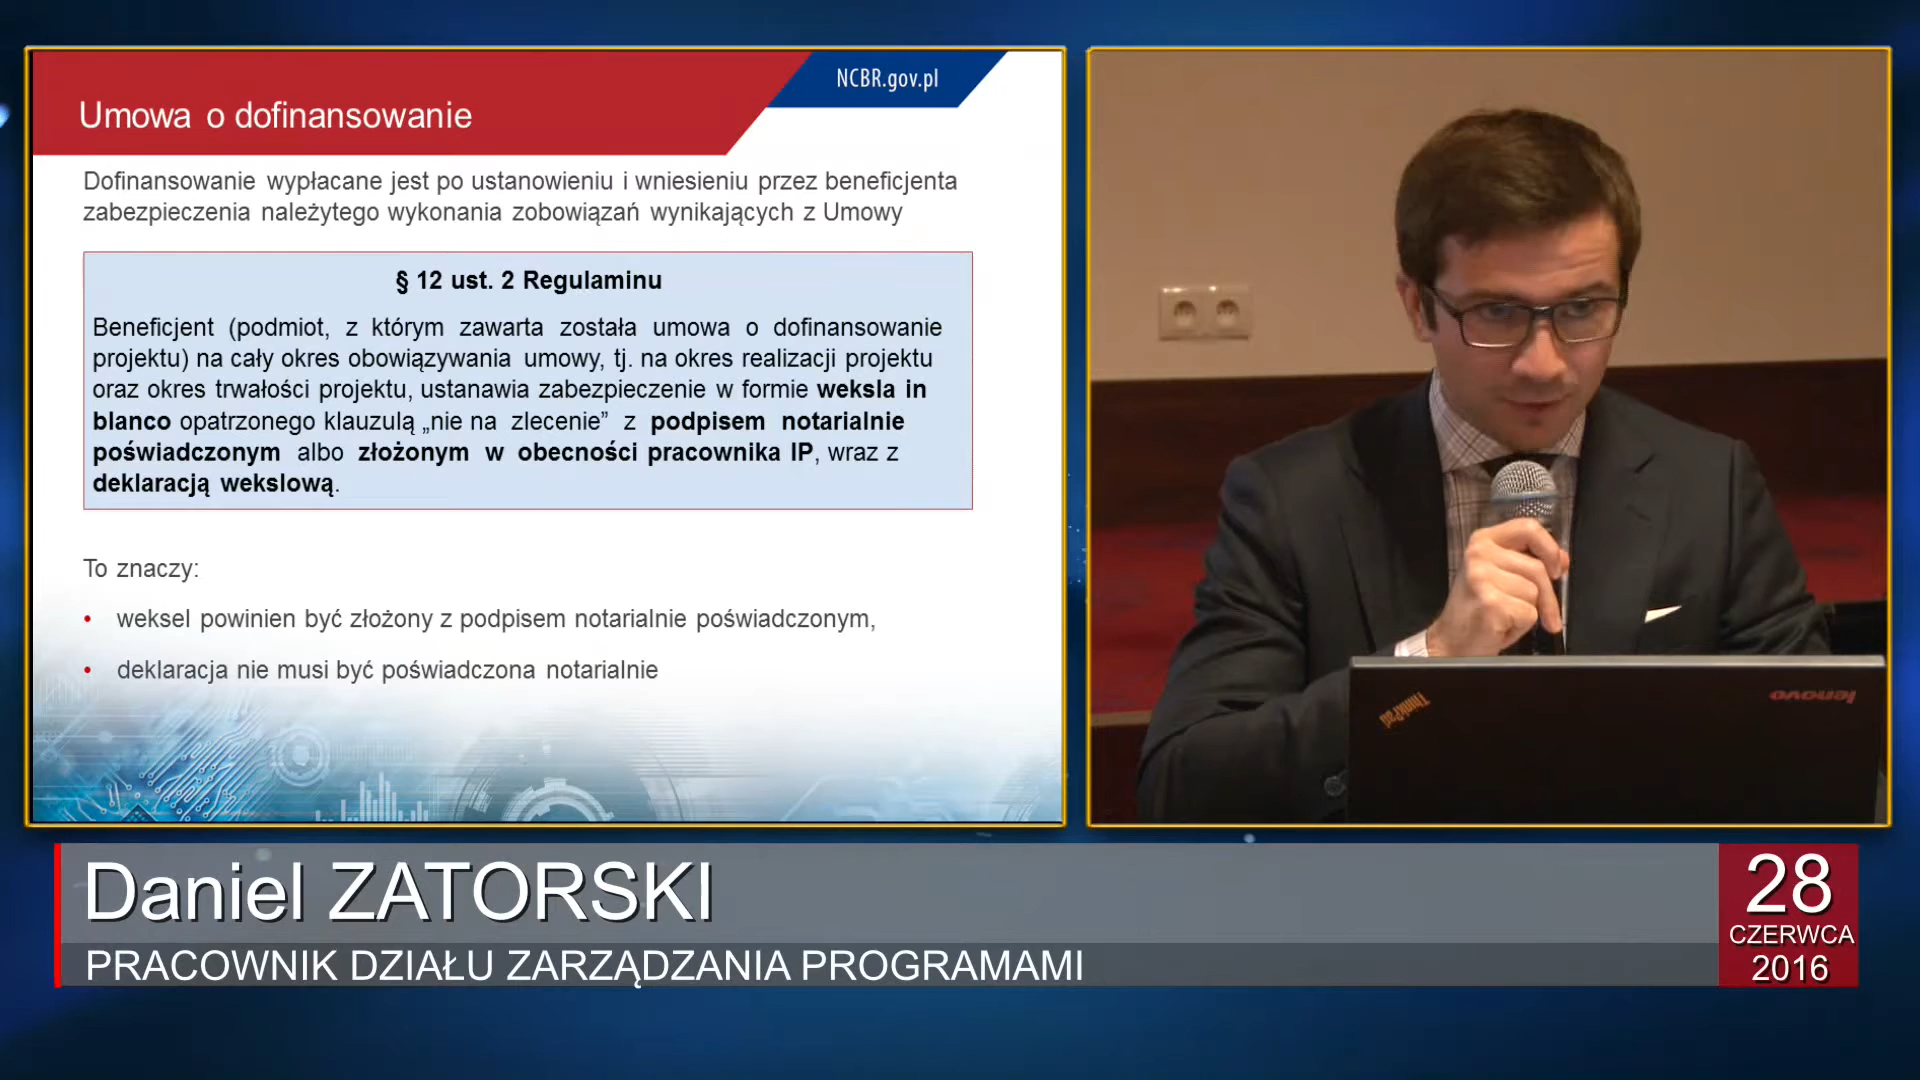 NCBR.gov.pl
Umowa o dofinansowanie
Dofinansowanie wypłacane jest po ustanowieniu i wniesieniu przez beneficjenta
zabezpieczenia należytego wykonania zobowiązań wynikających z Umowy
§ 12 ust. 2 Regulaminu
Beneficjent (podmiot, z którym zawarta została umowa o dofinansowanie
projektu) na cały okres obowiązywania umowy, tj. na okres realizacji projektu
oraz okres trwałości projektu, ustanawia zabezpieczenie w formie weksla in
blanco opatrzonego klauzulą „nie na zlecenie” z podpisem notarialnie
poświadczonym albo złożonym w obecności pracownika IP, wraz z
deklaracją wekslową.
To znaczy:
• weksel powinien być złożony z podpisem notarialnie poświadczonym,
• deklaracja nie musi być poświadczona notarialnie
ThinkPad
lenovo
Daniel ZATORSKI
PRACOWNIK DZIAŁU ZARZĄDZANIA PROGRAMAMI
28
CZERWCA
2016